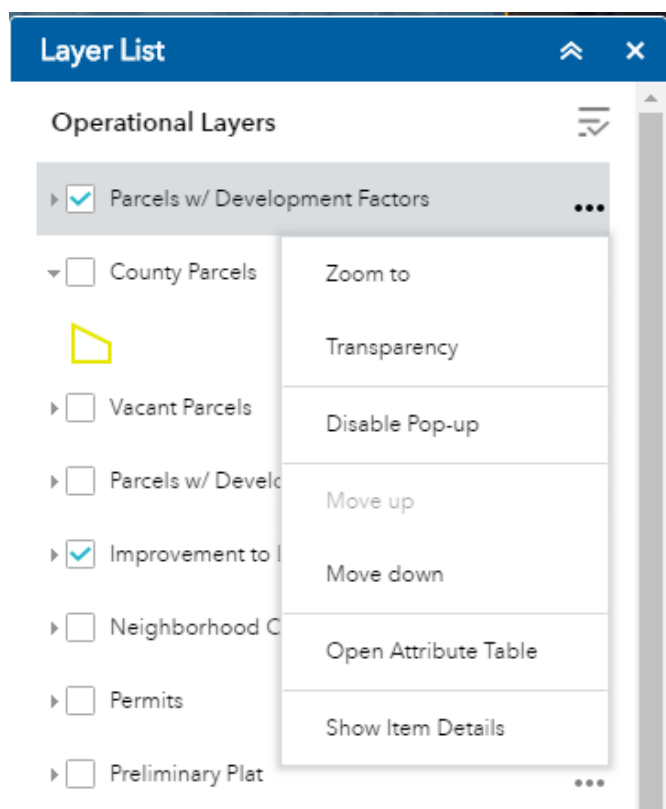 Layer List
Operational Layers
Parcels w/ Development Factors
County Parcels
Vacant Parcels
Parcels w/
Improvement to
Neighborhood
Permits
Preliminary Plat
Zoom to
Transparency
Disable Pop-up
Move up
Move down
Open Attribute Table
Show Item Details